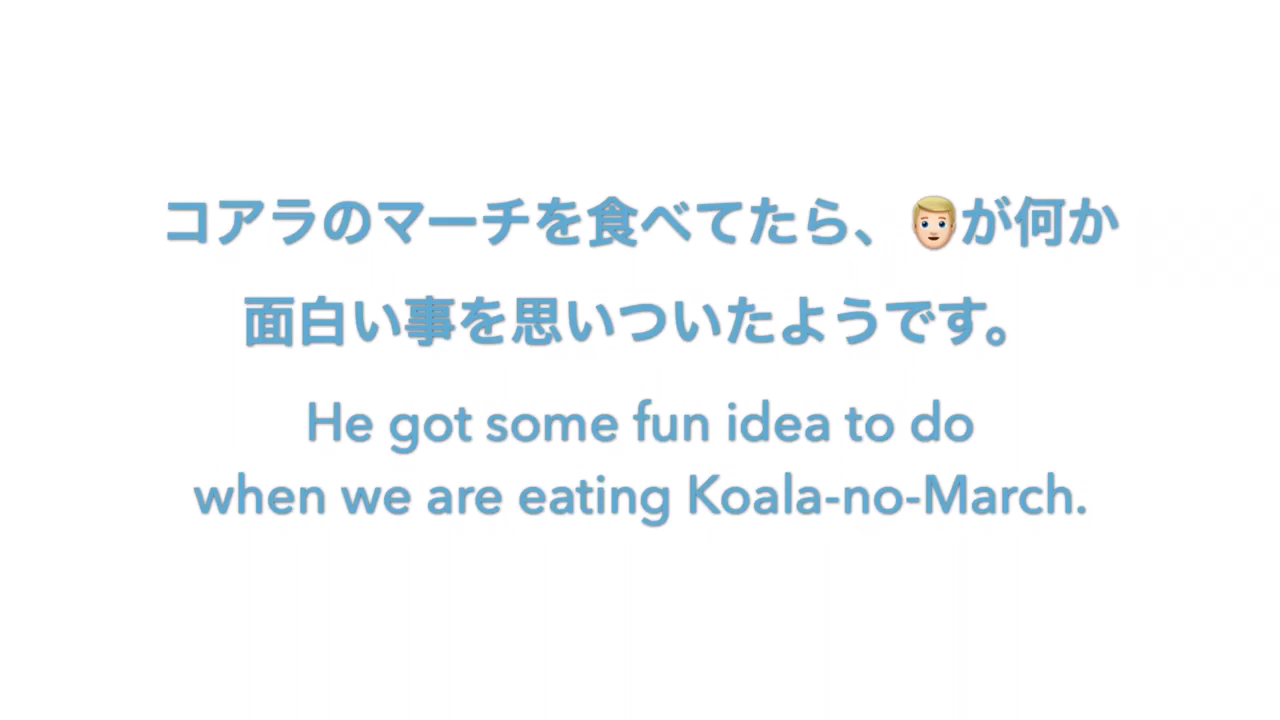 コアラのマーチを食べてたら、👱🏼‍♂️が何か
面白い事を思いついたようです。
He got some fun idea to do
when we are eating Koala-no-March.